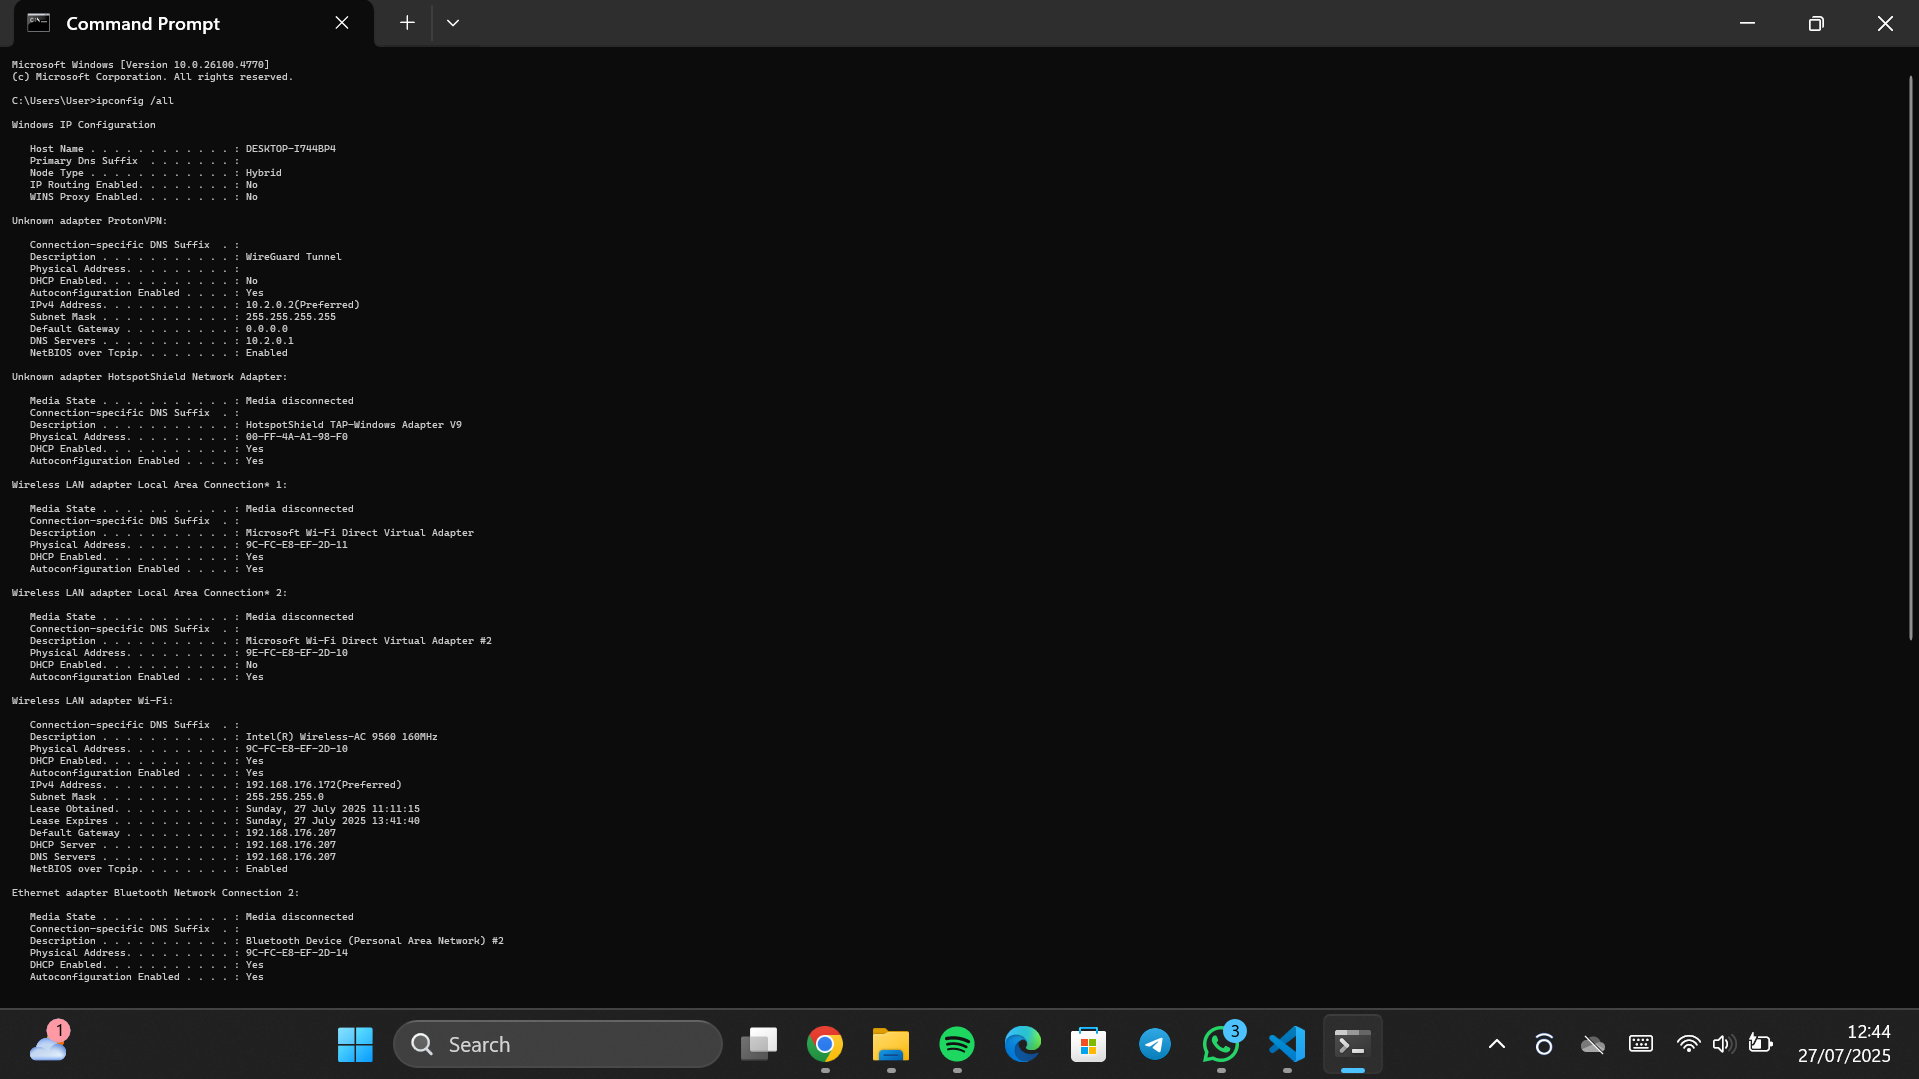 Command Prompt
Microsoft Windows [Version 10.0.26100.4770]
(c) Microsoft Corporation. All rights reserved.
C:\Users\User>ipconfig /all
Windows IP Configuration
Host Name . . . . . . . . . . . . : DESKTOP-I744BP4
Primary Dns Suffix  . . . . . . . :
Node Type . . . . . . . . . . . . : Hybrid
IP Routing Enabled. . . . . . . . : No
WINS Proxy Enabled. . . . . . . . : No
Unknown adapter ProtonVPN:
Connection-specific DNS Suffix  . :
Description . . . . . . . . . . . : WireGuard Tunnel
Physical Address. . . . . . . . . :
DHCP Enabled. . . . . . . . . . . : No
Autoconfiguration Enabled . . . . : Yes
IPv4 Address. . . . . . . . . . . : 10.2.0.2(Preferred)
Subnet Mask . . . . . . . . . . . : 255.255.255.255
Default Gateway . . . . . . . . . : 0.0.0.0
DNS Servers . . . . . . . . . . . : 10.2.0.1
NetBIOS over Tcpip. . . . . . . . : Enabled
Unknown adapter HotspotShield Network Adapter:
Media State . . . . . . . . . . . : Media disconnected
Connection-specific DNS Suffix  . :
Description . . . . . . . . . . . : HotspotShield TAP-Windows Adapter V9
Physical Address. . . . . . . . . : 00-FF-4A-A1-98-F0
DHCP Enabled. . . . . . . . . . . : Yes
Autoconfiguration Enabled . . . . : Yes
Wireless LAN adapter Local Area Connection* 1:
Media State . . . . . . . . . . . : Media disconnected
Connection-specific DNS Suffix  . :
Description . . . . . . . . . . . : Microsoft Wi-Fi Direct Virtual Adapter
Physical Address. . . . . . . . . : 9C-FC-E8-EF-2D-11
DHCP Enabled. . . . . . . . . . . : Yes
Autoconfiguration Enabled . . . . : Yes
Wireless LAN adapter Local Area Connection* 2:
Media State . . . . . . . . . . . : Media disconnected
Connection-specific DNS Suffix  . :
Description . . . . . . . . . . . : Microsoft Wi-Fi Direct Virtual Adapter #2
Physical Address. . . . . . . . . : 9E-FC-E8-EF-2D-10
DHCP Enabled. . . . . . . . . . . : No
Autoconfiguration Enabled . . . . : Yes
Wireless LAN adapter Wi-Fi:
Connection-specific DNS Suffix  . :
Description . . . . . . . . . . . : Intel(R) Wireless-AC 9560 160MHz
Physical Address. . . . . . . . . : 9C-FC-E8-EF-2D-10
DHCP Enabled. . . . . . . . . . . : Yes
Autoconfiguration Enabled . . . . : Yes
IPv4 Address. . . . . . . . . . . : 192.168.176.172(Preferred)
Subnet Mask . . . . . . . . . . . : 255.255.255.0
Lease Obtained. . . . . . . . . . : Sunday, 27 July 2025 11:11:15
Lease Expires . . . . . . . . . . : Sunday, 27 July 2025 13:41:40
Default Gateway . . . . . . . . . : 192.168.176.207
DHCP Server . . . . . . . . . . . : 192.168.176.207
DNS Servers . . . . . . . . . . . : 192.168.176.207
NetBIOS over Tcpip. . . . . . . . : Enabled
Ethernet adapter Bluetooth Network Connection 2:
Media State . . . . . . . . . . . : Media disconnected
Connection-specific DNS Suffix  . :
Description . . . . . . . . . . . : Bluetooth Device (Personal Area Network) #2
Physical Address. . . . . . . . . : 9C-FC-E8-EF-2D-14
DHCP Enabled. . . . . . . . . . . : Yes
Autoconfiguration Enabled . . . . : Yes
1
Search
3
12:44
27/07/2025